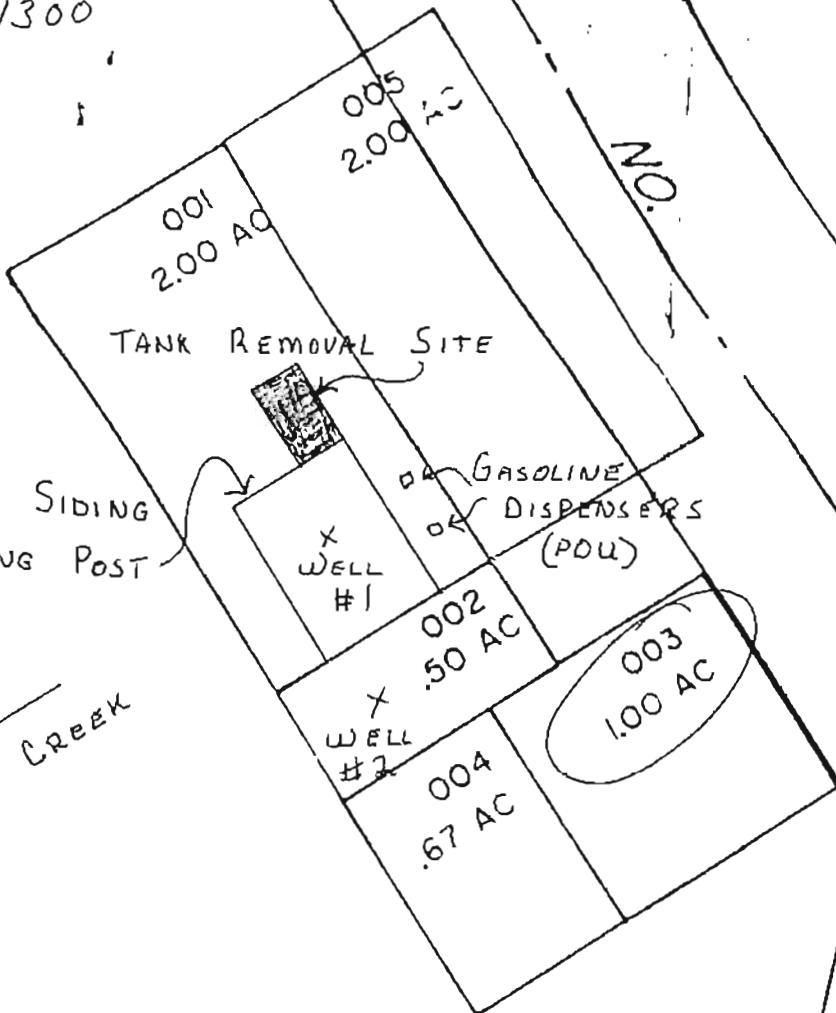 1300
005
2.00 AC
NO.
001
2.00 AC
TANK REMOVAL SITE
GASOLINE
DISPENSERS
(POU)
SIDING
POST
X
WELL
#1
002
.50 AC
003
1.00 AC
X
WELL
#2
CREEK
004
.67 AC